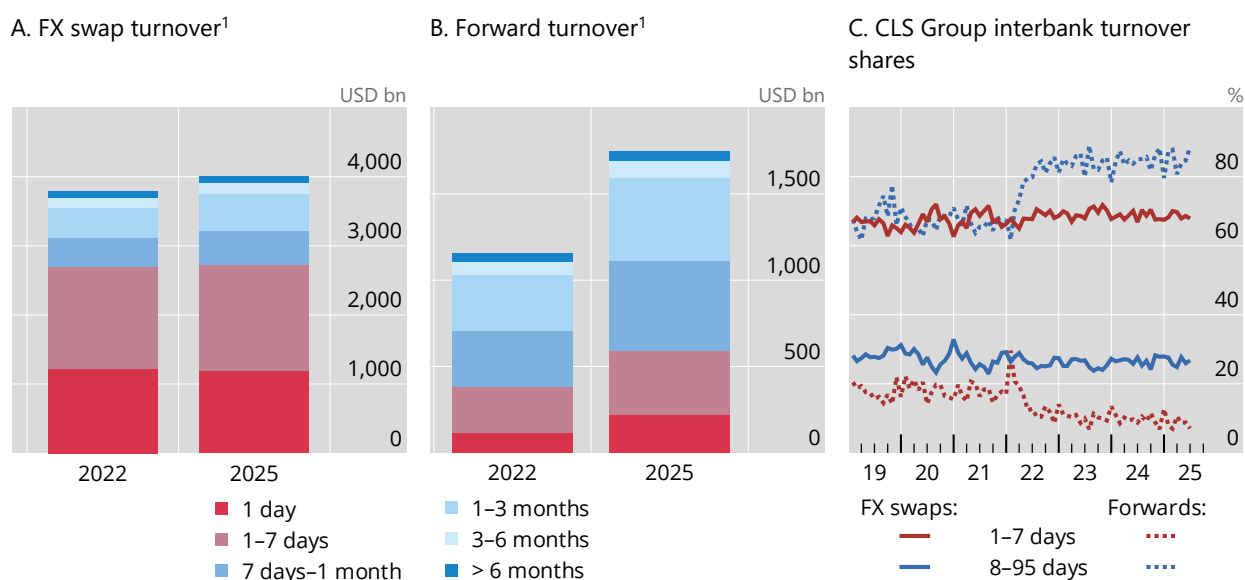 A. FX swap turnover1
USD bn
4,000
3,000
2,000
1,000
0
2022
2025
B. Forward turnover1
USD bn
1,500
1,000
500
0
2022
2025
1 day
1–7 days
7 days–1 month
1–3 months
3–6 months
> 6 months
C. CLS Group interbank turnover
shares
%
80
60
40
20
0
19 20 21 22 23 24 25
FX swaps: Forwards:
1–7 days
8–95 days